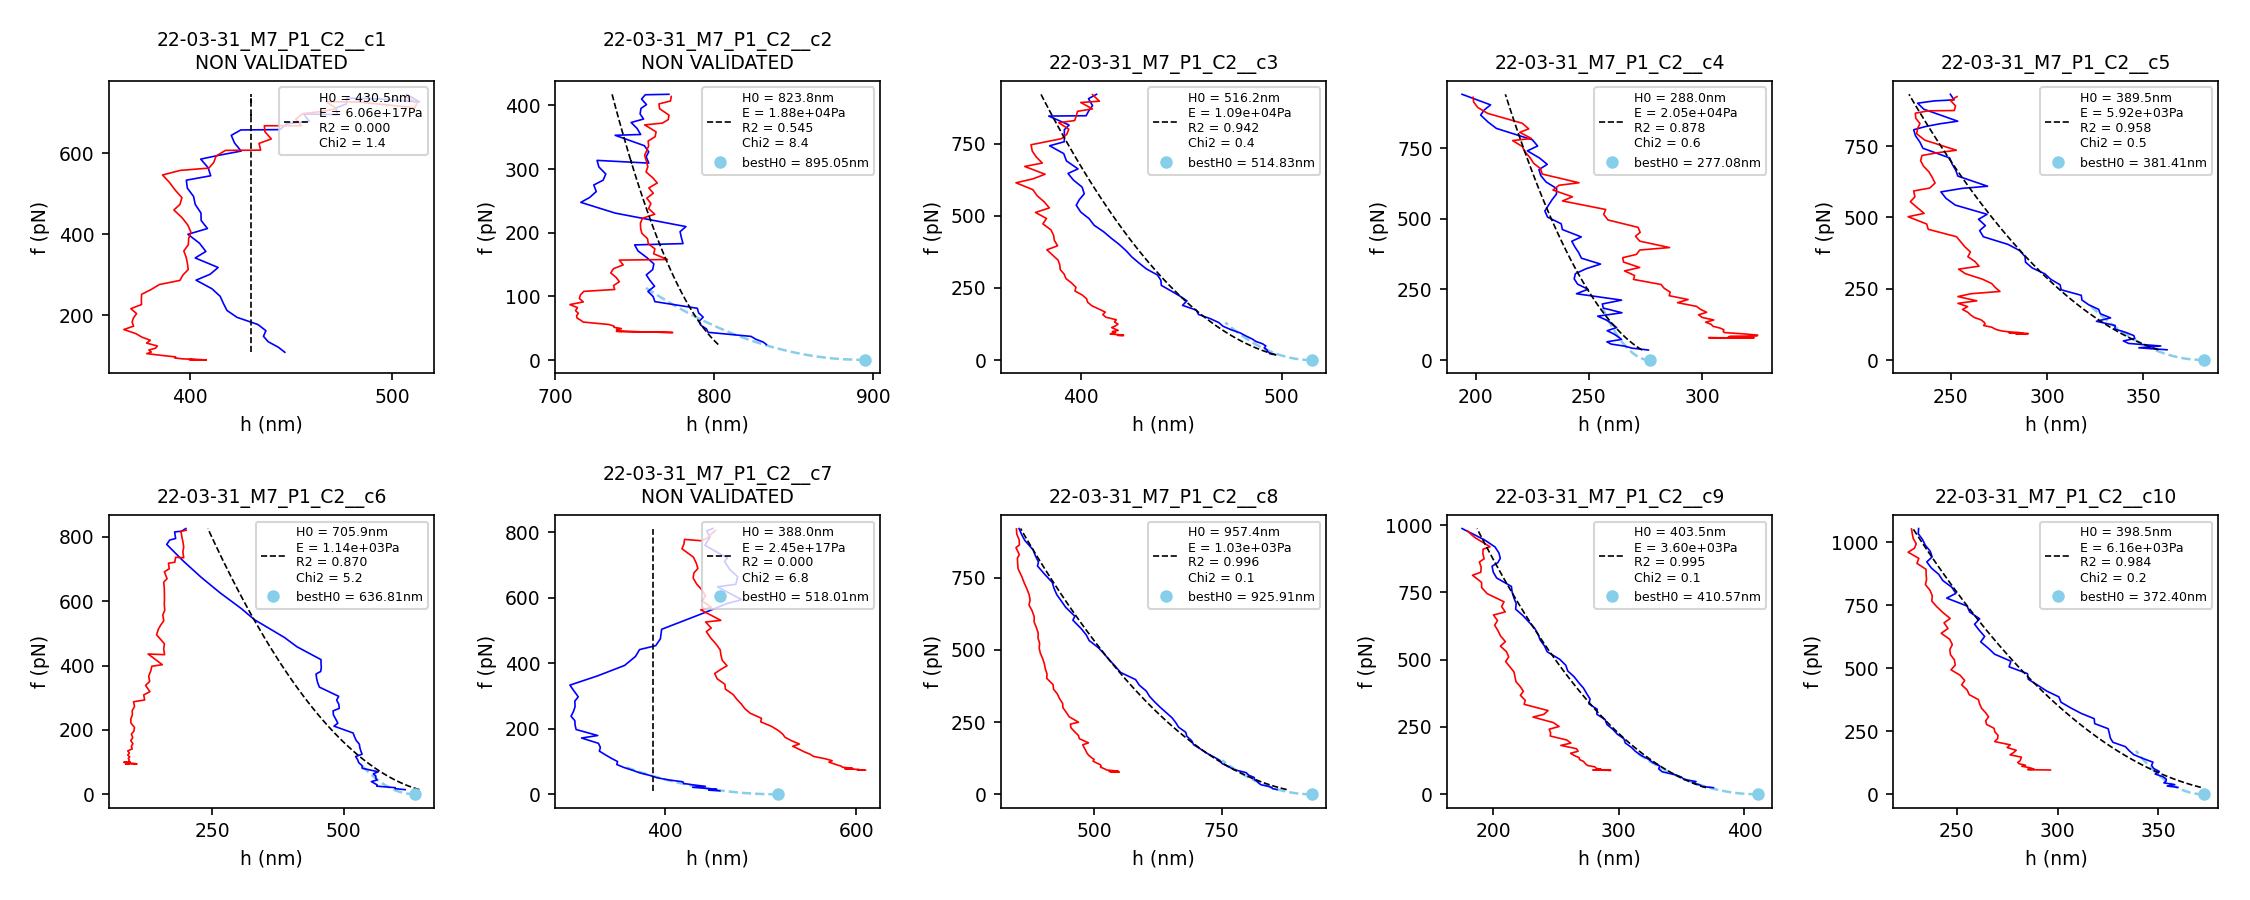 22-03-31_M7_P1_C2__c1
NON VALIDATED
H0 = 430.5nm
E = 6.06e+17Pa
R2 = 0.000
Chi2 = 1.4
f (pN)
600
400
200
400
500
h (nm)
22-03-31_M7_P1_C2__c2
NON VALIDATED
H0 = 823.8nm
E = 1.88e+04Pa
R2 = 0.545
Chi2 = 8.4
bestH0 = 895.05nm
f (pN)
400
300
200
100
0
700
800
900
h (nm)
22-03-31_M7_P1_C2__c3
H0 = 516.2nm
E = 1.09e+04Pa
R2 = 0.942
Chi2 = 0.4
bestH0 = 514.83nm
f (pN)
750
500
250
0
400
500
h (nm)
22-03-31_M7_P1_C2__c4
H0 = 288.0nm
E = 2.05e+04Pa
R2 = 0.878
Chi2 = 0.6
bestH0 = 277.08nm
f (pN)
750
500
250
0
200
250
300
h (nm)
22-03-31_M7_P1_C2__c5
H0 = 389.5nm
E = 5.92e+03Pa
R2 = 0.958
Chi2 = 0.5
bestH0 = 381.41nm
f (pN)
750
500
250
0
250
300
350
h (nm)
22-03-31_M7_P1_C2__c6
H0 = 705.9nm
E = 1.14e+03Pa
R2 = 0.870
Chi2 = 5.2
bestH0 = 636.81nm
f (pN)
800
600
400
200
0
250
500
h (nm)
22-03-31_M7_P1_C2__c7
NON VALIDATED
H0 = 388.0nm
E = 2.45e+17Pa
R2 = 0.000
Chi2 = 6.8
bestH0 = 518.01nm
f (pN)
800
600
400
200
0
400
600
h (nm)
22-03-31_M7_P1_C2__c8
H0 = 957.4nm
E = 1.03e+03Pa
R2 = 0.996
Chi2 = 0.1
bestH0 = 925.91nm
f (pN)
750
500
250
0
500
750
h (nm)
22-03-31_M7_P1_C2__c9
H0 = 403.5nm
E = 3.60e+03Pa
R2 = 0.995
Chi2 = 0.1
bestH0 = 410.57nm
f (pN)
1000
750
500
250
0
200
300
400
h (nm)
22-03-31_M7_P1_C2__c10
H0 = 398.5nm
E = 6.16e+03Pa
R2 = 0.984
Chi2 = 0.2
bestH0 = 372.40nm
f (pN)
1000
750
500
250
0
250
300
350
h (nm)